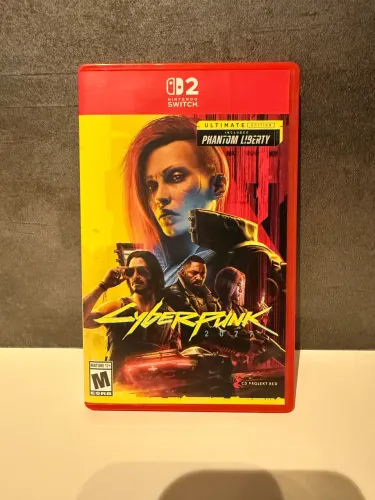 2
NINTENDO
SWITCH
ULTIMATE EDITION
INCLUDES
PHANTOM LIBERTY
Cyberpunk
2077
MATURE 17+
M
ESRB
CD PROJEKT RED